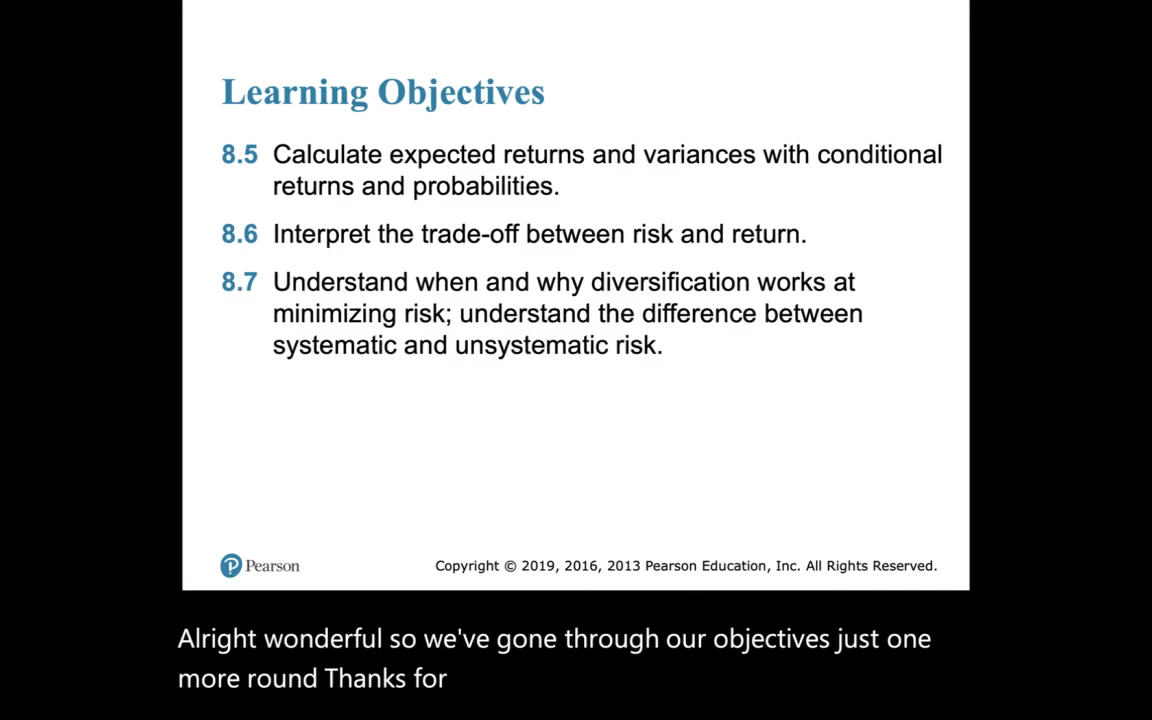 Learning Objectives
8.5 Calculate expected returns and variances with conditional
returns and probabilities.
8.6 Interpret the trade-off between risk and return.
8.7 Understand when and why diversification works at
minimizing risk; understand the difference between
systematic and unsystematic risk.
P Pearson
Copyright © 2019, 2016, 2013 Pearson Education, Inc. All Rights Reserved.
Alright wonderful so we've gone through our objectives just one
more round Thanks for